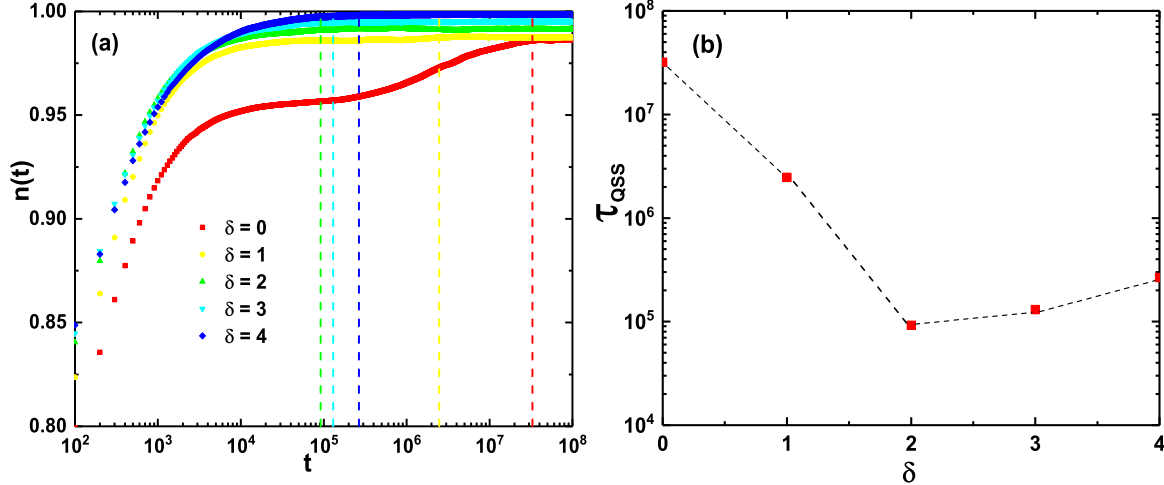 (a)
n(t)
1.00
0.95
0.90
0.85
0.80
δ = 0
δ = 1
δ = 2
δ = 3
δ = 4
10² 10³ 10⁴ 10⁵ 10⁶ 10⁷ 10⁸
t
(b)
τQSS
10⁸
10⁷
10⁶
10⁵
10⁴
0 1 2 3 4
δ